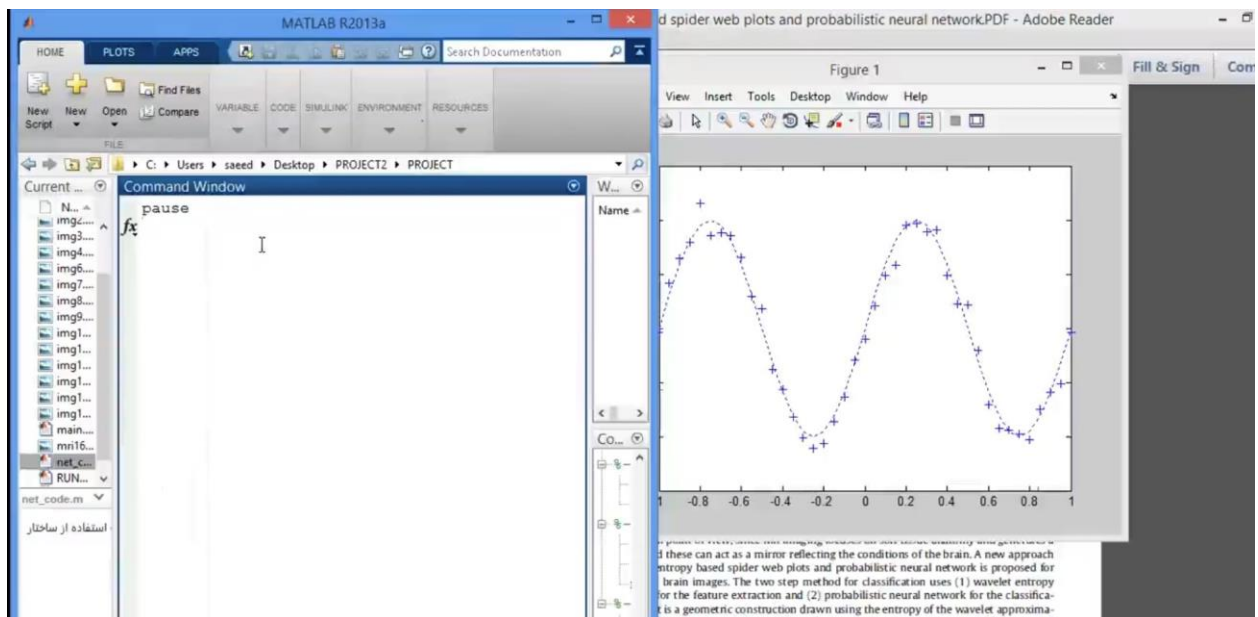 MATLAB R2013a
d spider web plots and probabilistic neural network.PDF - Adobe Reader
HOME PLOTS APPS
Search Documentation
New Script
New
Open
Find Files
Compare
FILE
VARIABLE
CODE
SIMULINK
ENVIRONMENT
RESOURCES
C: Users saeed Desktop PROJECT2 PROJECT
Current ...
N...
img2....
img3....
img4....
img6....
img7....
img8....
img9....
img1...
img1...
img1...
img1...
img1...
img1...
main....
mri16...
net_c...
RUN...
net_code.m
استفاده از ساختار
Command Window
pause
fx
W...
Name
Co...
Figure 1
Fill & Sign
Com
View Insert Tools Desktop Window Help
1 -0.8 -0.6 -0.4 -0.2 0 0.2 0.4 0.6 0.8 1
d these can act as a mirror reflecting the conditions of the brain. A new approach
entropy based spider web plots and probabilistic neural network is proposed for
brain images. The two step method for classification uses (1) wavelet entropy
for the feature extraction and (2) probabilistic neural network for the classifica-
t is a geometric construction drawn using the entropy of the wavelet approxima-